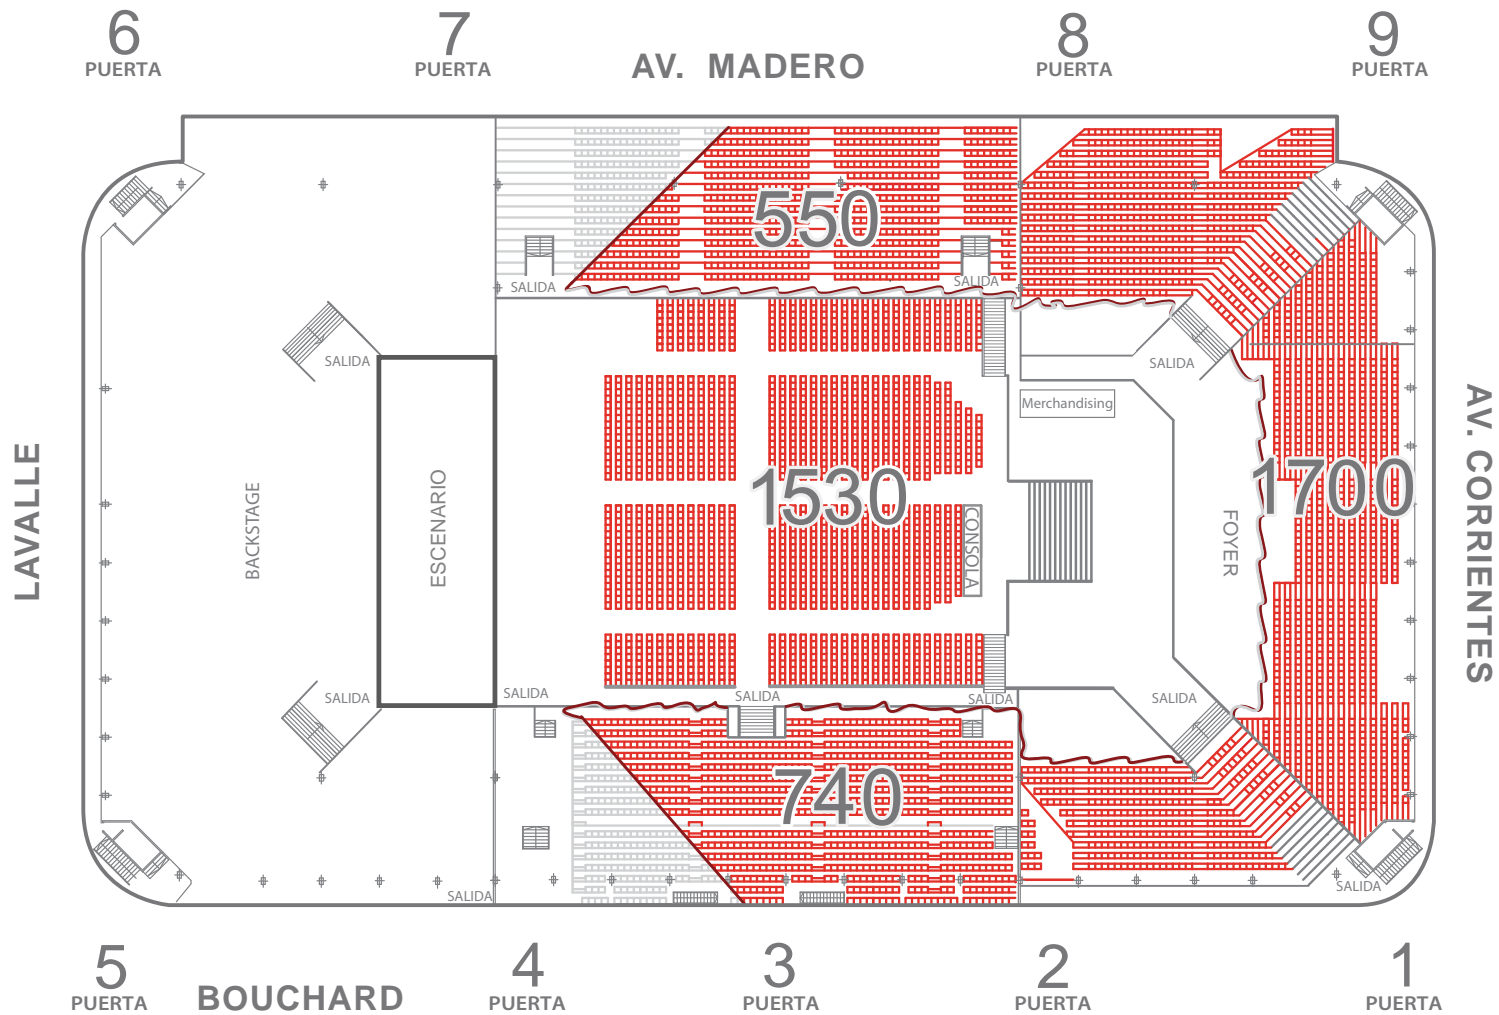 6
PUERTA
7
PUERTA
AV. MADERO
8
PUERTA
9
PUERTA
550
SALIDA
SALIDA
SALIDA
SALIDA
Merchandising
LAVALLE
BACKSTAGE
ESCENARIO
1530
CONSOLA
FOYER
1700
AV. CORRIENTES
SALIDA
SALIDA
SALIDA
SALIDA
SALIDA
740
SALIDA
SALIDA
5
PUERTA
BOUCHARD
4
PUERTA
3
PUERTA
2
PUERTA
1
PUERTA